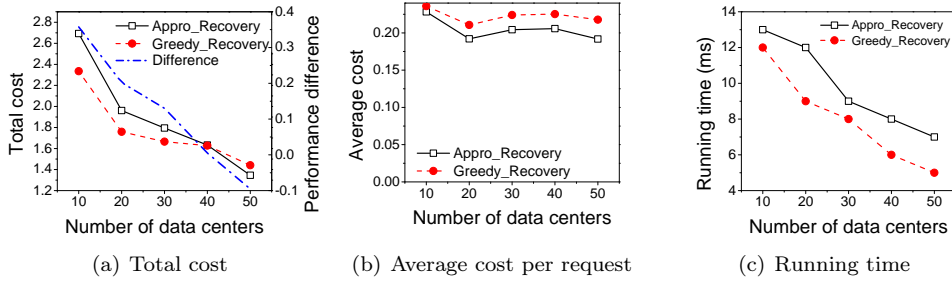 2.8
2.6
2.4
2.2
2.0
1.8
1.6
1.4
1.2
Total cost
Appro_Recovery
Greedy_Recovery
Difference
0.4
0.3
0.2
0.1
0.0
-0.1
Performance difference
10 20 30 40 50
Number of data centers
(a) Total cost
0.20
0.15
0.10
0.05
0.00
Average cost
Appro_Recovery
Greedy_Recovery
10 20 30 40 50
Number of data centers
(b) Average cost per request
14
12
10
8
6
4
Running time (ms)
Appro_Recovery
Greedy_Recovery
10 20 30 40 50
Number of data centers
(c) Running time